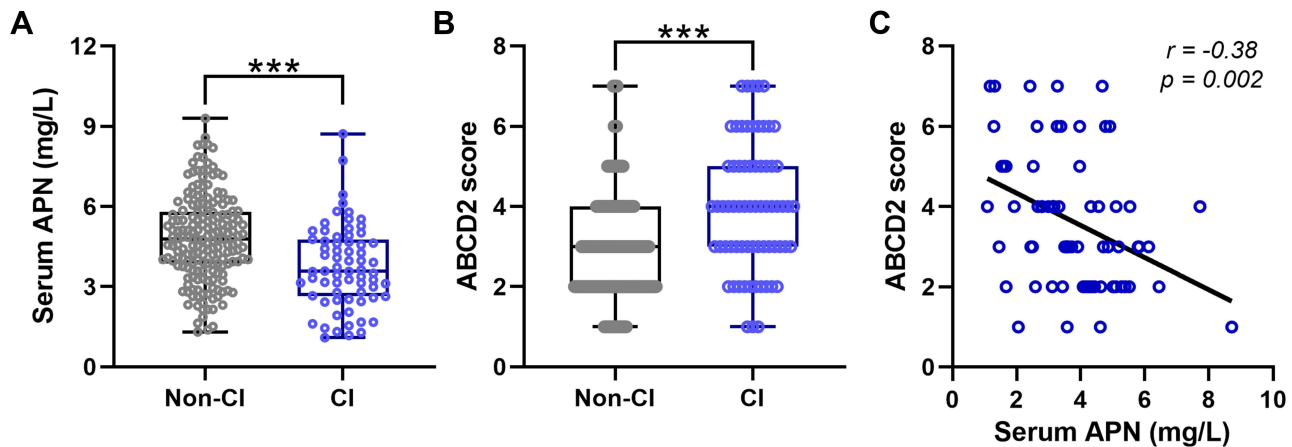 A
Serum APN (mg/L)
12
9
6
3
0
***
Non-CI
CI
B
ABCD2 score
8
6
4
2
0
***
Non-CI
CI
C
ABCD2 score
8
6
4
2
0
r = -0.38
p = 0.002
0 2 4 6 8 10
Serum APN (mg/L)